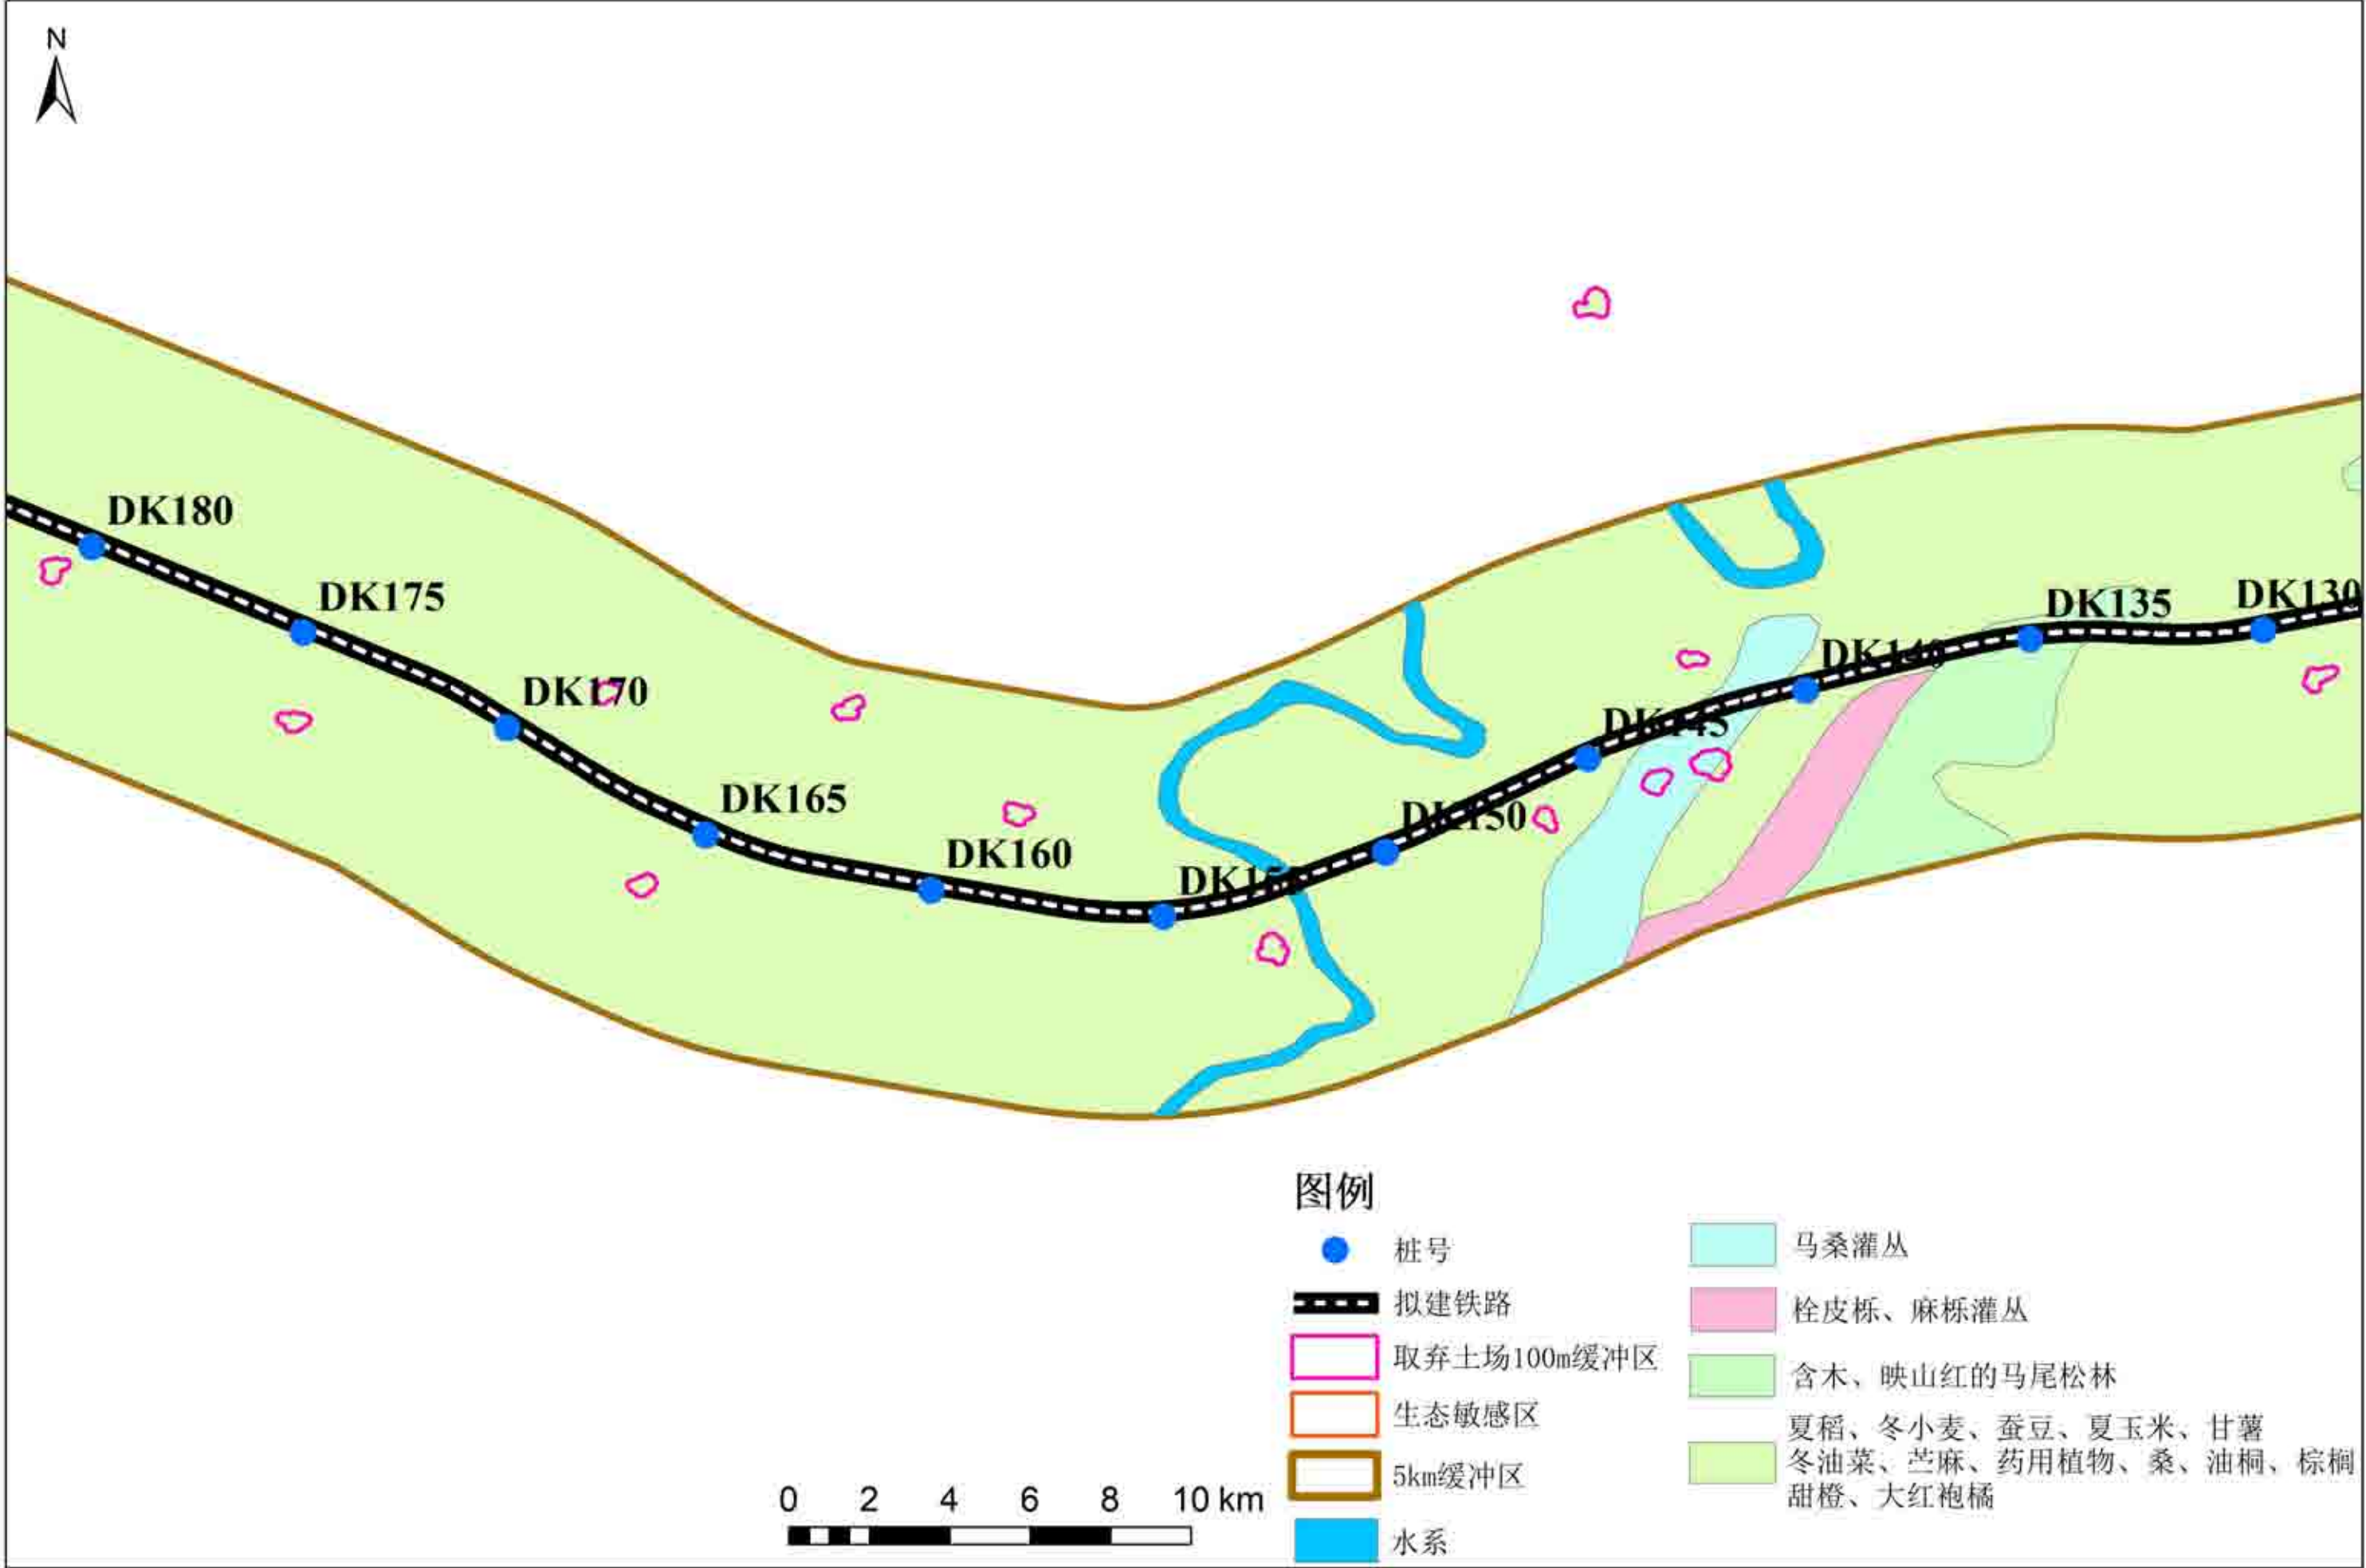 N
DK180
DK175
DK170
DK165
DK160
DK150
DK145
DK140
DK135
DK130
图例
桩号
拟建铁路
取弃土场100m缓冲区
生态敏感区
5km缓冲区
水系
马桑灌丛
栓皮栎、麻栎灌丛
含木、映山红的马尾松林
夏稻、冬小麦、蚕豆、夏玉米、甘薯
冬油菜、苎麻、药用植物、桑、油桐、棕榈
甜橙、大红袍橘
0 2 4 6 8 10 km